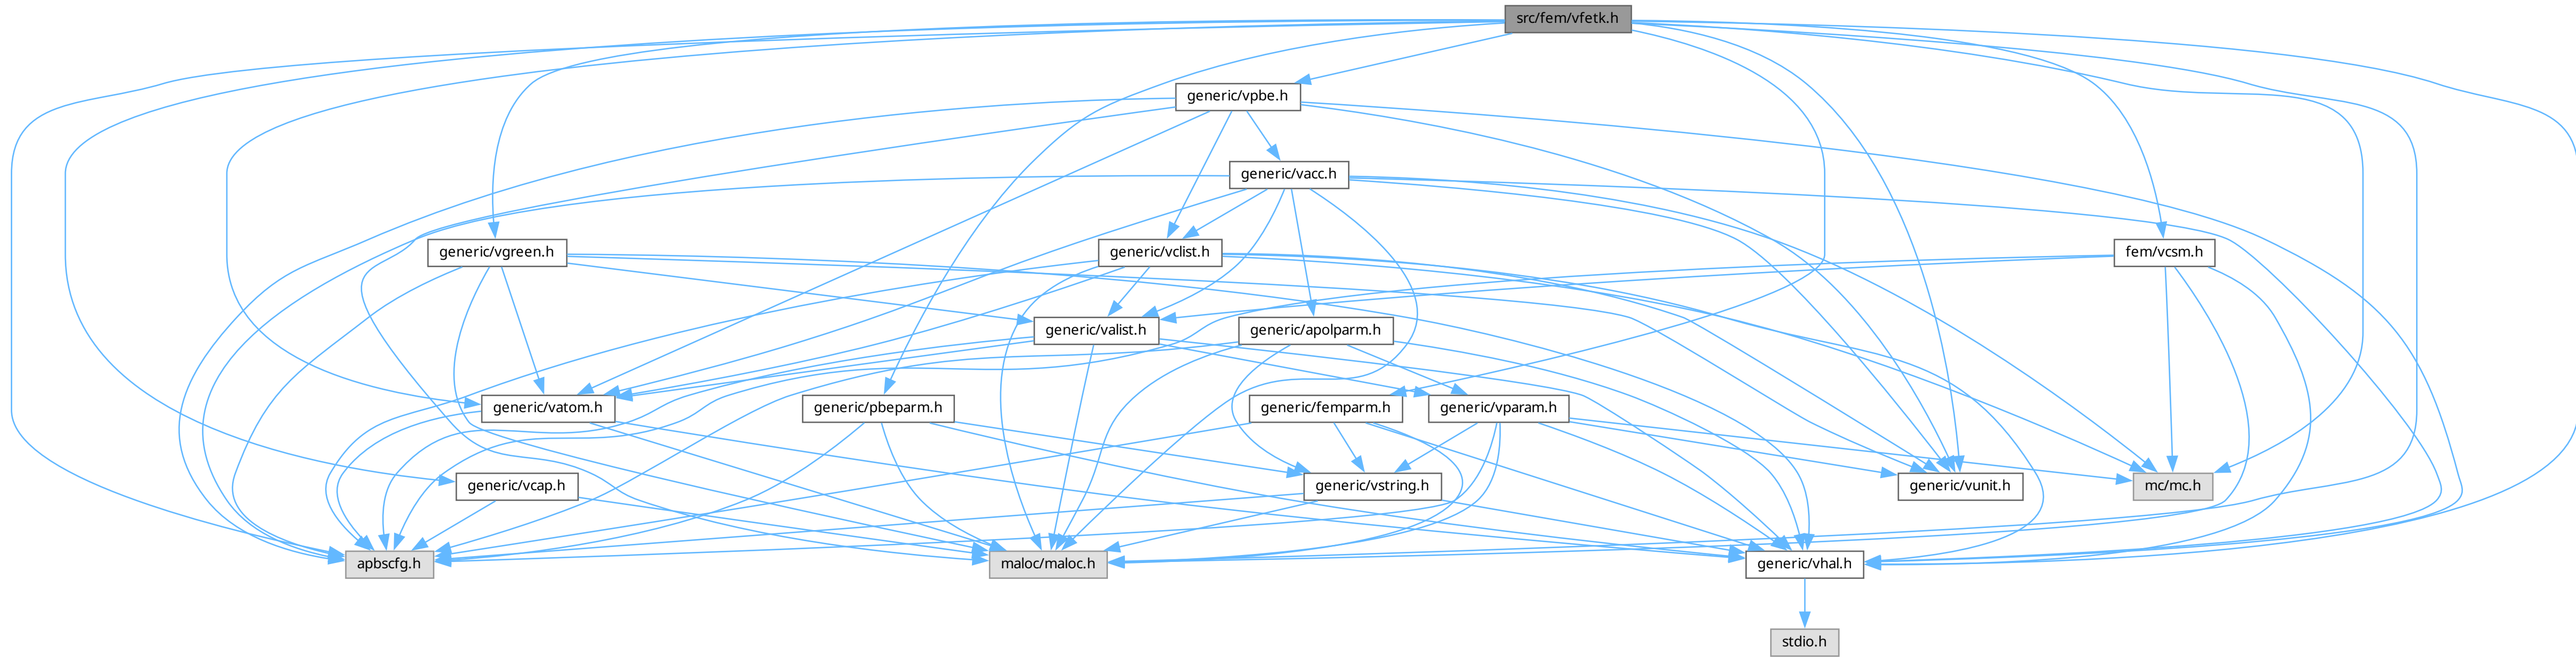 src/fem/vfetk.h
generic/vpbe.h
generic/vacc.h
generic/vgreen.h
generic/vclist.h
fem/vcsm.h
generic/valist.h
generic/apolparm.h
generic/vatom.h
generic/pbeparm.h
generic/femparm.h
generic/vparam.h
generic/vcap.h
generic/vstring.h
generic/vunit.h
mc/mc.h
apbscfg.h
maloc/maloc.h
generic/vhal.h
stdio.h